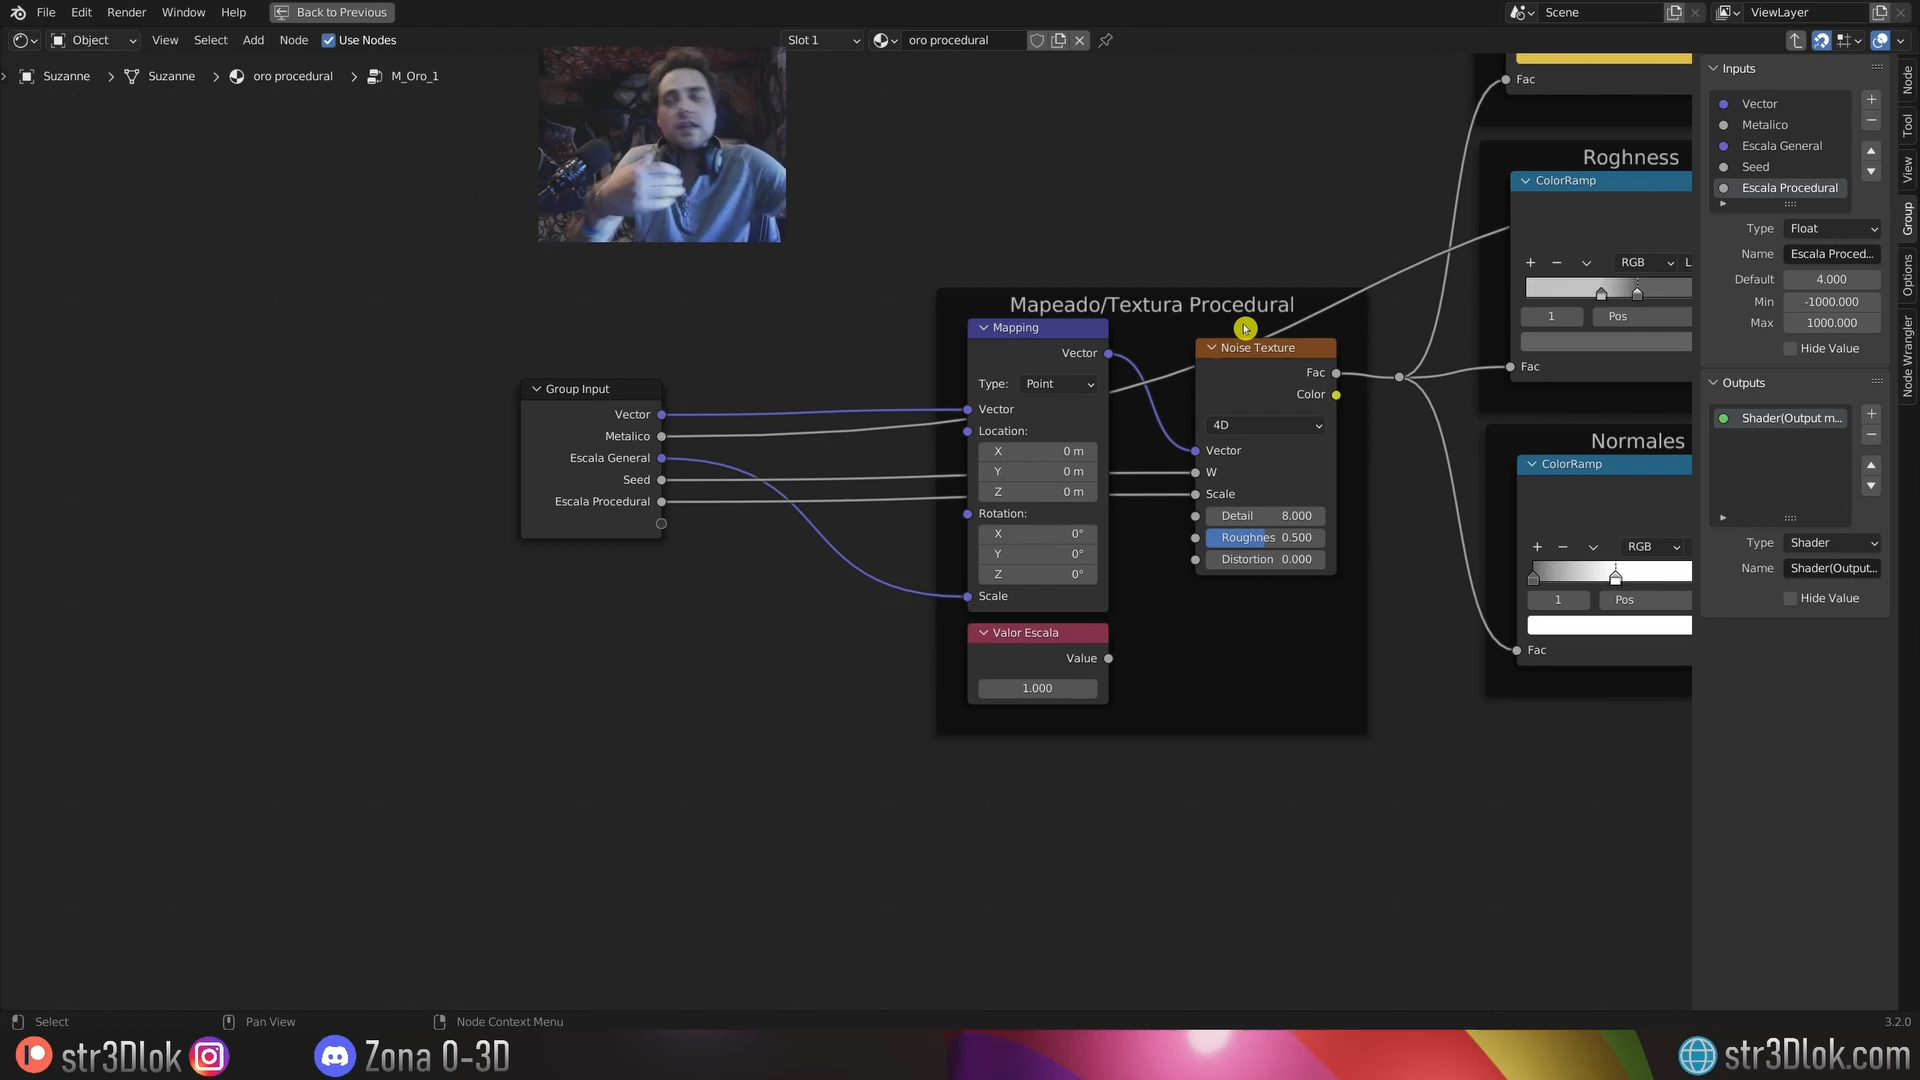 File Edit Render Window Help Back to Previous Scene ViewLayer
Object View Select Add Node Use Nodes Slot 1 oro procedural
Suzanne Suzanne oro procedural M_Oro_1
Mapeado/Textura Procedural
Group Input
Vector
Metalico
Escala General
Seed
Escala Procedural
Mapping
Vector
Type: Point
Vector
Location:
X 0 m
Y 0 m
Z 0 m
Rotation:
X 0°
Y 0°
Z 0°
Scale
Valor Escala
Value
1.000
Noise Texture
Fac
Color
4D
Vector
W
Scale
Detail 8.000
Roughnes 0.500
Distortion 0.000
Fac
Roghness
ColorRamp
RGB L
1 Pos
Fac
Normales
ColorRamp
RGB
1 Pos
Fac
Inputs
Vector
Metalico
Escala General
Seed
Escala Procedural
Type Float
Name Escala Proced...
Default 4.000
Min -1000.000
Max 1000.000
Hide Value
Outputs
Shader(Output m...
Type Shader
Name Shader(Output...
Hide Value
Node
Tool
View
Group
Options
Node Wrangler
Select Pan View Node Context Menu 3.2.0
str3Dlok Zona 0-3D str3Dlok.com